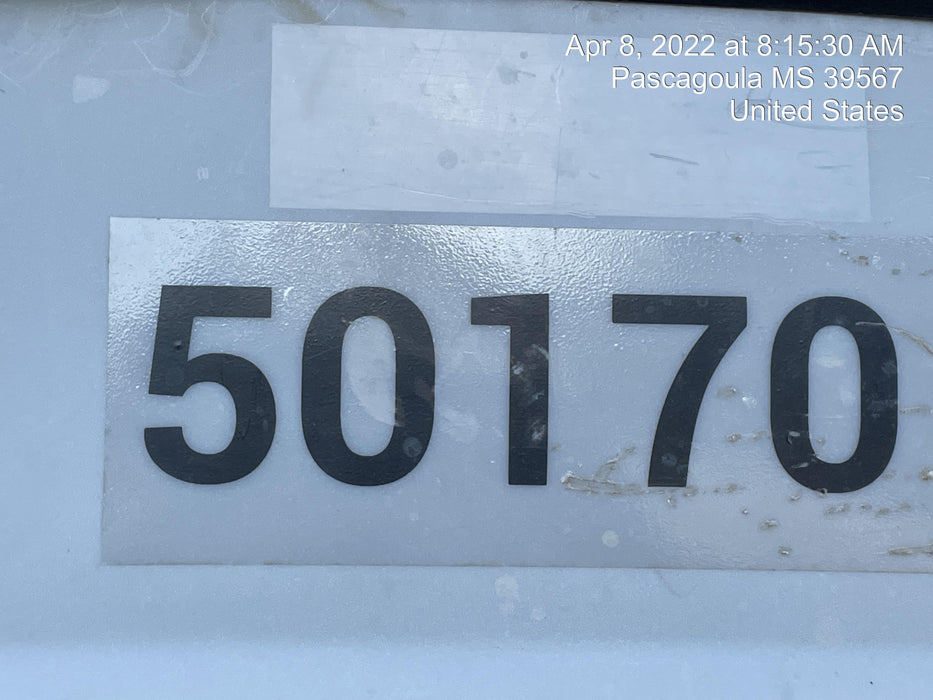 Apr 8, 2022 at 8:15:30 AM
Pascagoula MS 39567
United States
50170